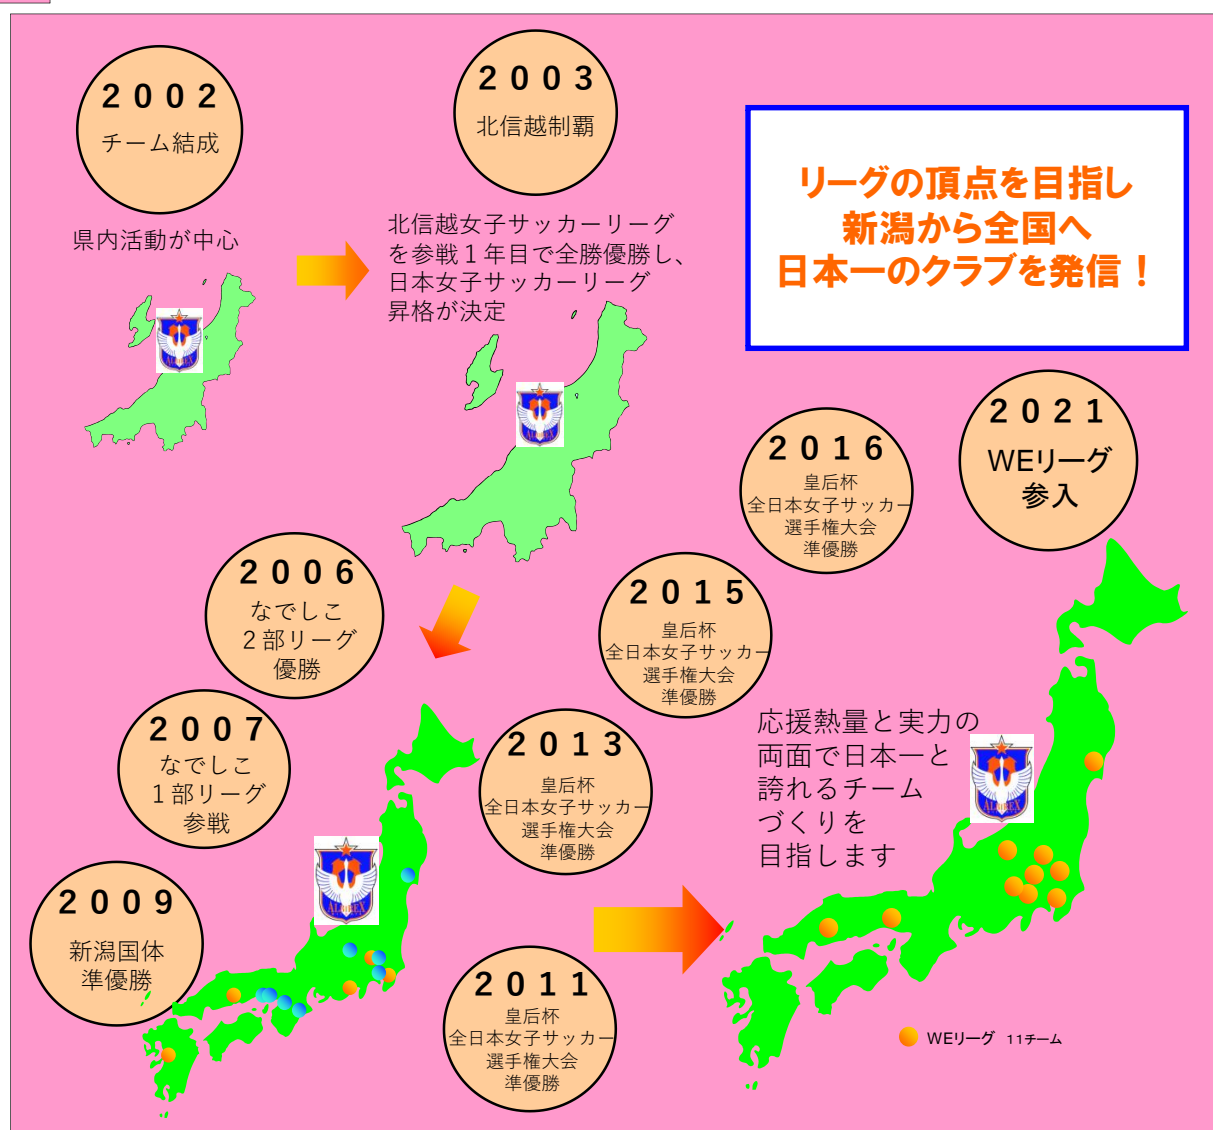 ２００２
チーム結成
県内活動が中心
２００３
北信越制覇
北信越女子サッカーリーグ
を参戦１年目で全勝優勝し、
日本女子サッカーリーグ
昇格が決定
リーグの頂点を目指し
新潟から全国へ
日本一のクラブを発信！
２００６
なでしこ
２部リーグ
優勝
２００７
なでしこ
１部リーグ
参戦
２００９
新潟国体
準優勝
２０１１
皇后杯
全日本女子サッカー
選手権大会
準優勝
２０１３
皇后杯
全日本女子サッカー
選手権大会
準優勝
２０１５
皇后杯
全日本女子サッカー
選手権大会
準優勝
２０１６
皇后杯
全日本女子サッカー
選手権大会
準優勝
２０２１
WEリーグ
参入
応援熱量と実力の
両面で日本一と
誇れるチーム
づくりを
目指します
ALBIREX
ALBIREX
ALBIREX
ALBIREX
WEリーグ 11チーム